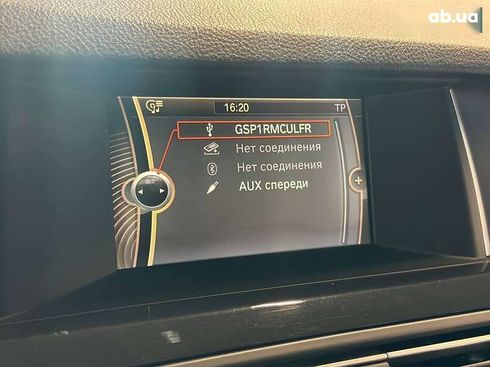 ab.ua
16:20
TP
GSP1RMCULFR
Нет соединения
Нет соединения
AUX спереди